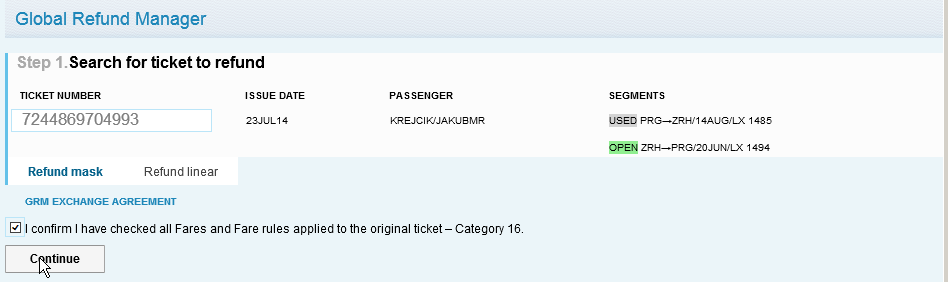 Global Refund Manager
Step 1.Search for ticket to refund
TICKET NUMBER ISSUE DATE PASSENGER SEGMENTS
7244869704993 23JUL14 KREJCIK/JAKUBMR USED PRG→ZRH/14AUG/LX 1485
OPEN ZRH→PRG/20JUN/LX 1494
Refund mask Refund linear
GRM EXCHANGE AGREEMENT
I confirm I have checked all Fares and Fare rules applied to the original ticket – Category 16.
Continue